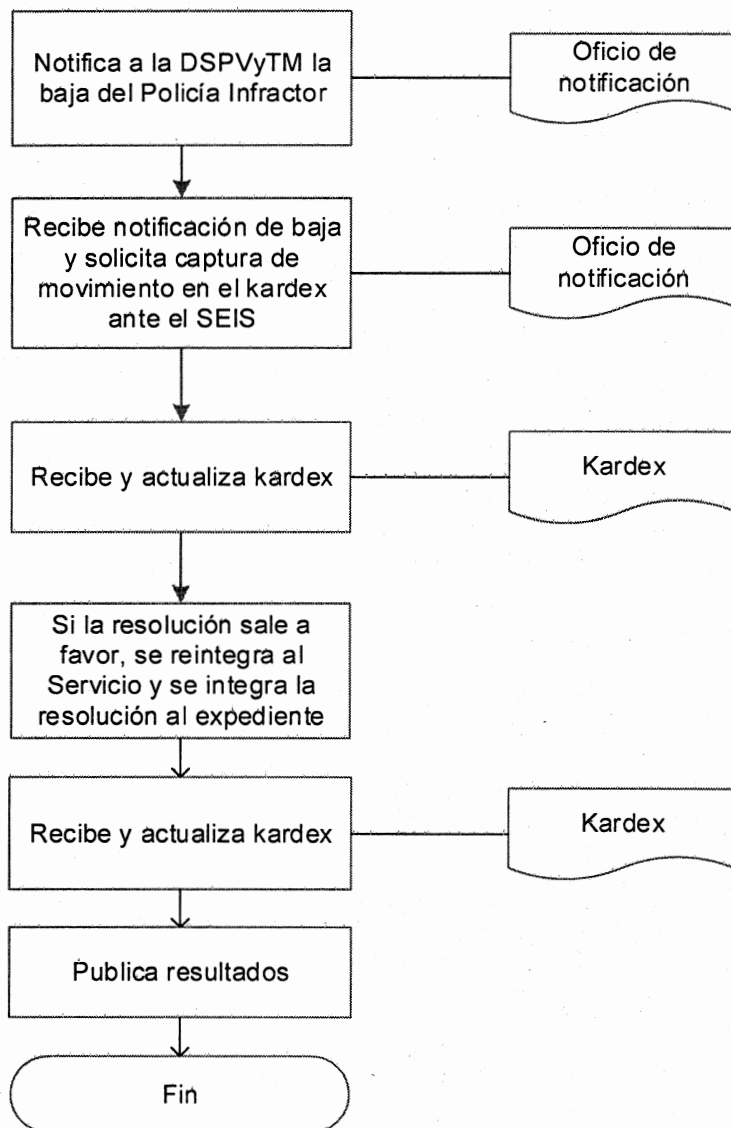 Notifica a la DSPVyTM la
baja del Policía Infractor
Oficio de
notificación
Recibe notificación de baja
y solicita captura de
movimiento en el kardex
ante el SEIS
Oficio de
notificación
Recibe y actualiza kardex
Kardex
Si la resolución sale a
favor, se reintegra al
Servicio y se integra la
resolución al expediente
Recibe y actualiza kardex
Kardex
Publica resultados
Fin